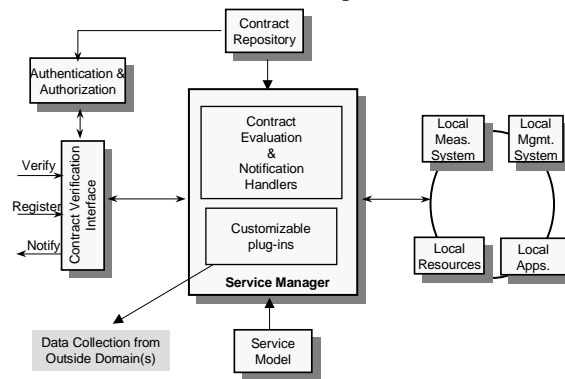 Contract
Repository
Authentication &
Authorization
Contract
Evaluation
&
Notification
Handlers
Customizable
plug-ins
Service Manager
Verify
Register
Notify
Contract Verification
Interface
Local
Meas.
System
Local
Mgmt.
System
Local
Resources
Local
Apps.
Data Collection from
Outside Domain(s)
Service
Model